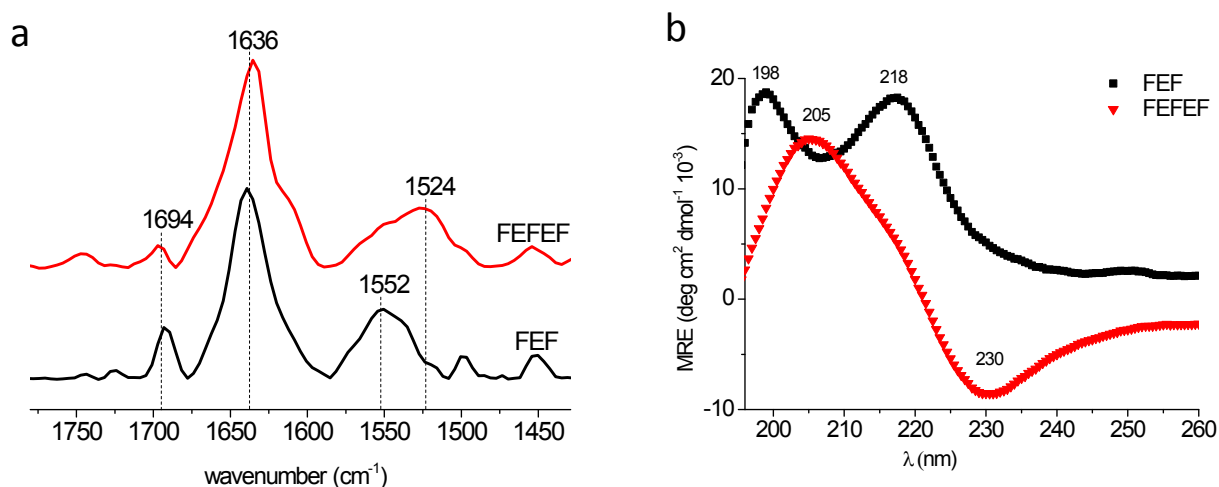 a
1636
1694
1524
FEFEF
1552
FEF
1750 1700 1650 1600 1550 1500 1450
wavenumber (cm⁻¹)
b
198
218
205
FEF
FEFEF
230
20
10
0
-10
MRE (deg cm² dmol⁻¹ 10⁻³)
200 210 220 230 240 250 260
λ (nm)